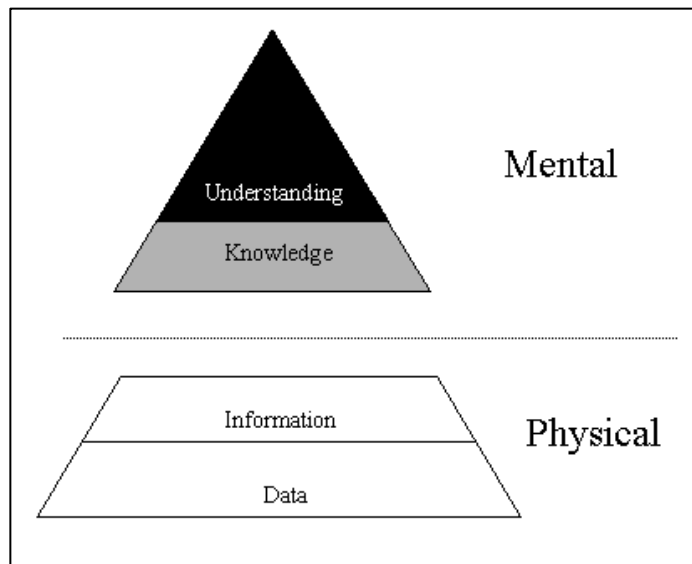 Mental
Understanding
Knowledge
Information
Physical
Data